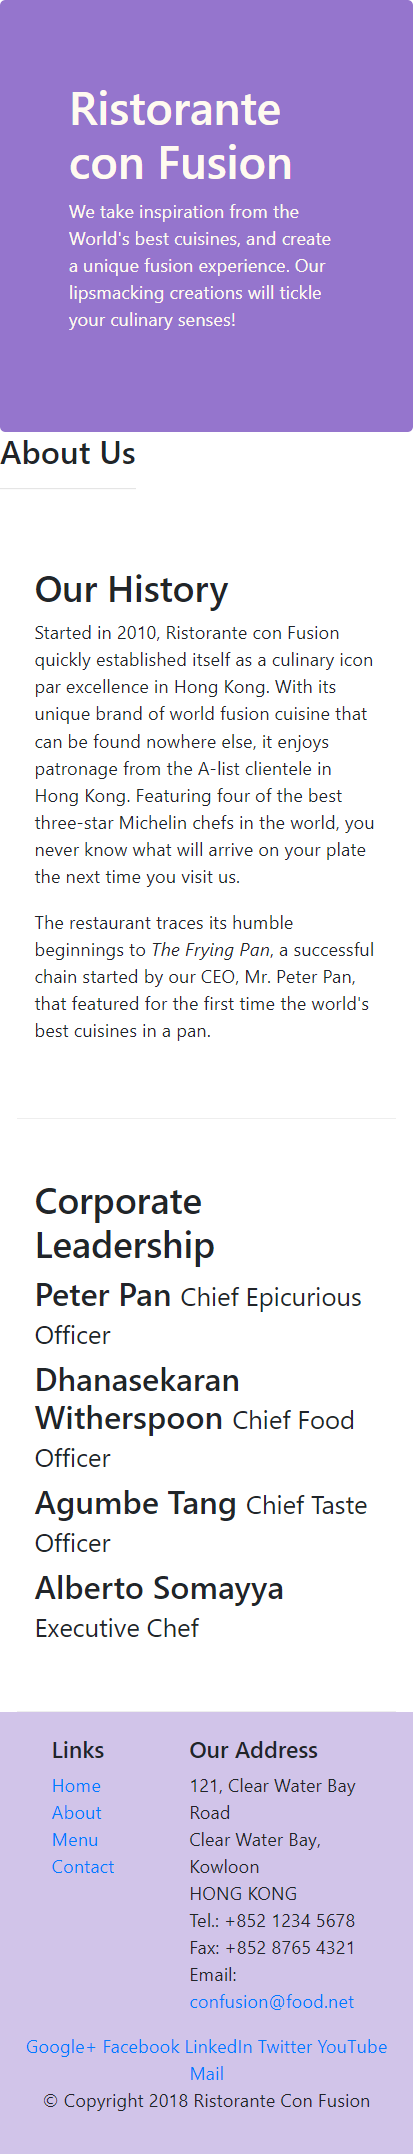 Ristorante
con Fusion
We take inspiration from the
World's best cuisines, and create
a unique fusion experience. Our
lipsmacking creations will tickle
your culinary senses!
About Us
Our History
Started in 2010, Ristorante con Fusion
quickly established itself as a culinary icon
par excellence in Hong Kong. With its
unique brand of world fusion cuisine that
can be found nowhere else, it enjoys
patronage from the A-list clientele in
Hong Kong. Featuring four of the best
three-star Michelin chefs in the world, you
never know what will arrive on your plate
the next time you visit us.
The restaurant traces its humble
beginnings to The Frying Pan, a successful
chain started by our CEO, Mr. Peter Pan,
that featured for the first time the world's
best cuisines in a pan.
Corporate
Leadership
Peter Pan Chief Epicurious
Officer
Dhanasekaran
Witherspoon Chief Food
Officer
Agumbe Tang Chief Taste
Officer
Alberto Somayya
Executive Chef
Links
Home
About
Menu
Contact
Our Address
121, Clear Water Bay
Road
Clear Water Bay,
Kowloon
HONG KONG
Tel.: +852 1234 5678
Fax: +852 8765 4321
Email:
confusion@food.net
Google+ Facebook LinkedIn Twitter YouTube
Mail
© Copyright 2018 Ristorante Con Fusion